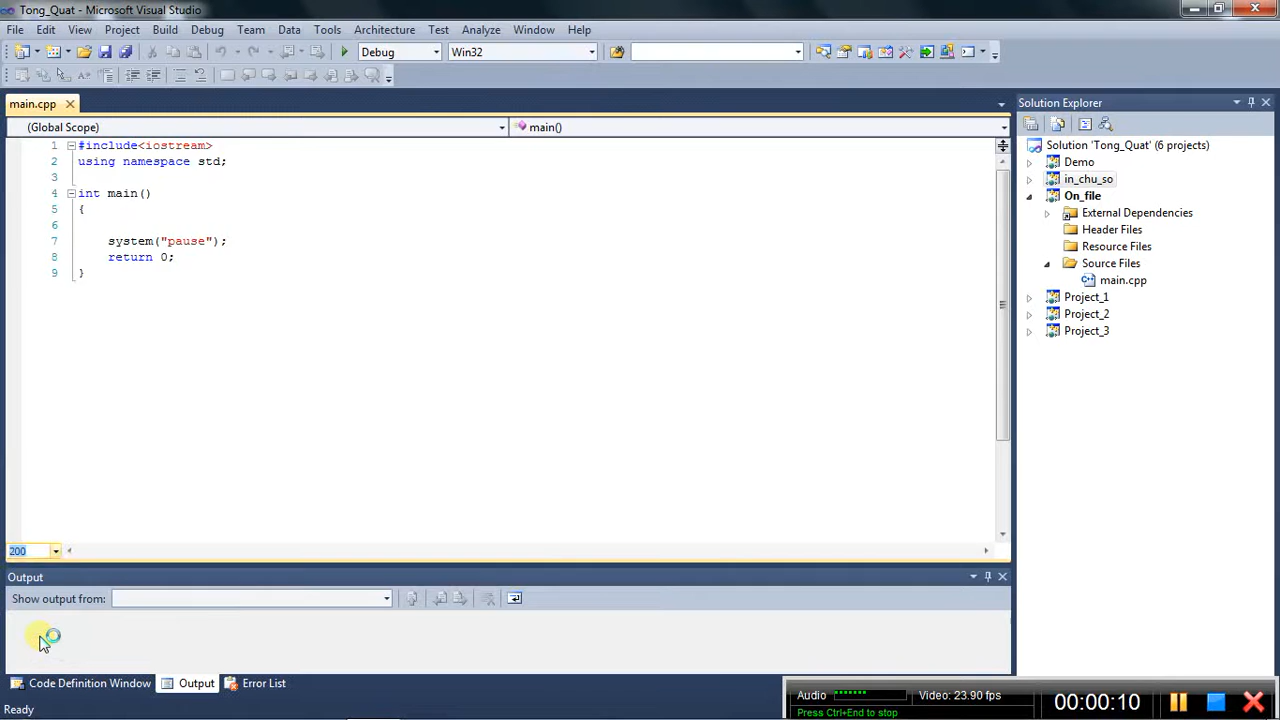 Tong_Quat - Microsoft Visual Studio
File Edit View Project Build Debug Team Data Tools Architecture Test Analyze Window Help
Debug Win32
main.cpp
(Global Scope) main()
1 #include<iostream>
2 using namespace std;
3
4 int main()
5 {
6
7 system("pause");
8 return 0;
9 }
200
Solution Explorer
Solution 'Tong_Quat' (6 projects)
Demo
in_chu_so
On_file
External Dependencies
Header Files
Resource Files
Source Files
main.cpp
Project_1
Project_2
Project_3
Output
Show output from:
Code Definition Window Output Error List
Ready
Audio Video: 23.90 fps 00:00:10
Press Ctrl+End to stop